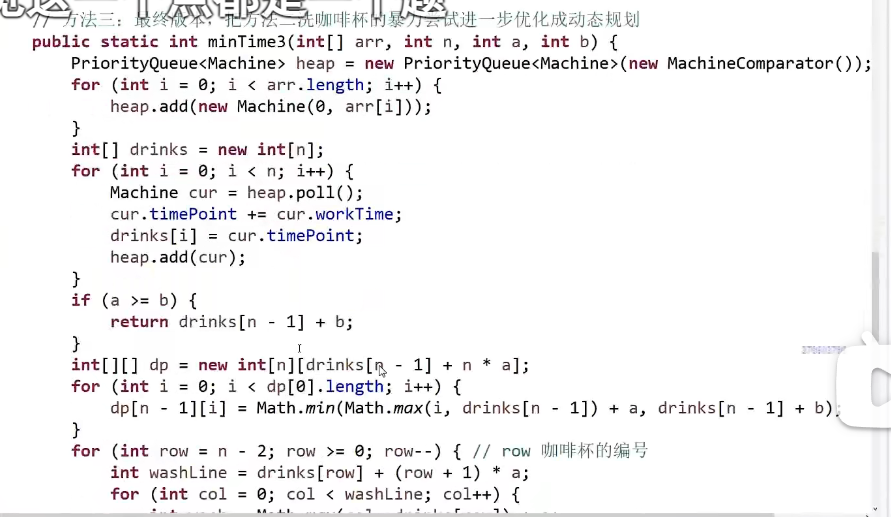 // 方法三：最终版本，把方法二洗咖啡杯的暴力尝试进一步优化成动态规划
public static int minTime3(int[] arr, int n, int a, int b) {
PriorityQueue<Machine> heap = new PriorityQueue<Machine>(new MachineComparator());
for (int i = 0; i < arr.length; i++) {
heap.add(new Machine(0, arr[i]));
}
int[] drinks = new int[n];
for (int i = 0; i < n; i++) {
Machine cur = heap.poll();
cur.timePoint += cur.workTime;
drinks[i] = cur.timePoint;
heap.add(cur);
}
if (a >= b) {
return drinks[n - 1] + b;
}
int[][] dp = new int[n][drinks[n - 1] + n * a];
for (int i = 0; i < dp[0].length; i++) {
dp[n - 1][i] = Math.min(Math.max(i, drinks[n - 1]) + a, drinks[n - 1] + b);
}
for (int row = n - 2; row >= 0; row--) { // row 咖啡杯的编号
int washLine = drinks[row] + (row + 1) * a;
for (int col = 0; col < washLine; col++) {